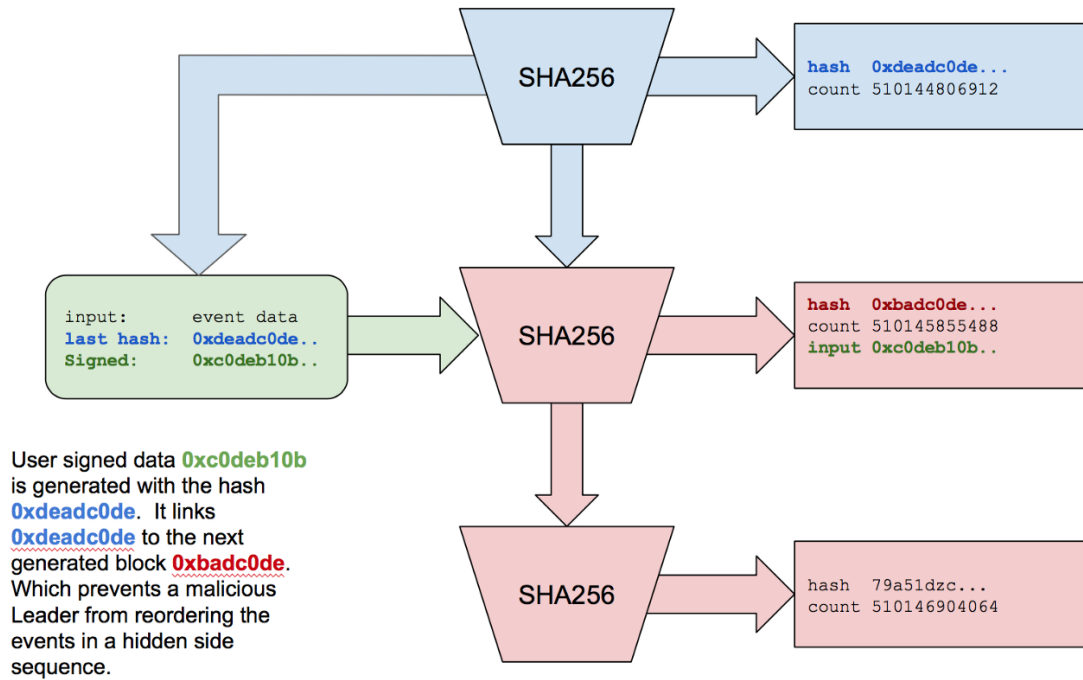 SHA256
hash  0xdeadc0de...
count 510144806912
input:      event data
last hash:  0xdeadc0de..
Signed:     0xc0deb10b..
SHA256
hash  0xbadc0de...
count 510145855488
input 0xc0deb10b..
User signed data 0xc0deb10b
is generated with the hash
0xdeadc0de.  It links
0xdeadc0de to the next
generated block 0xbadc0de.
Which prevents a malicious
Leader from reordering the
events in a hidden side
sequence.
SHA256
hash  79a51dzc...
count 510146904064